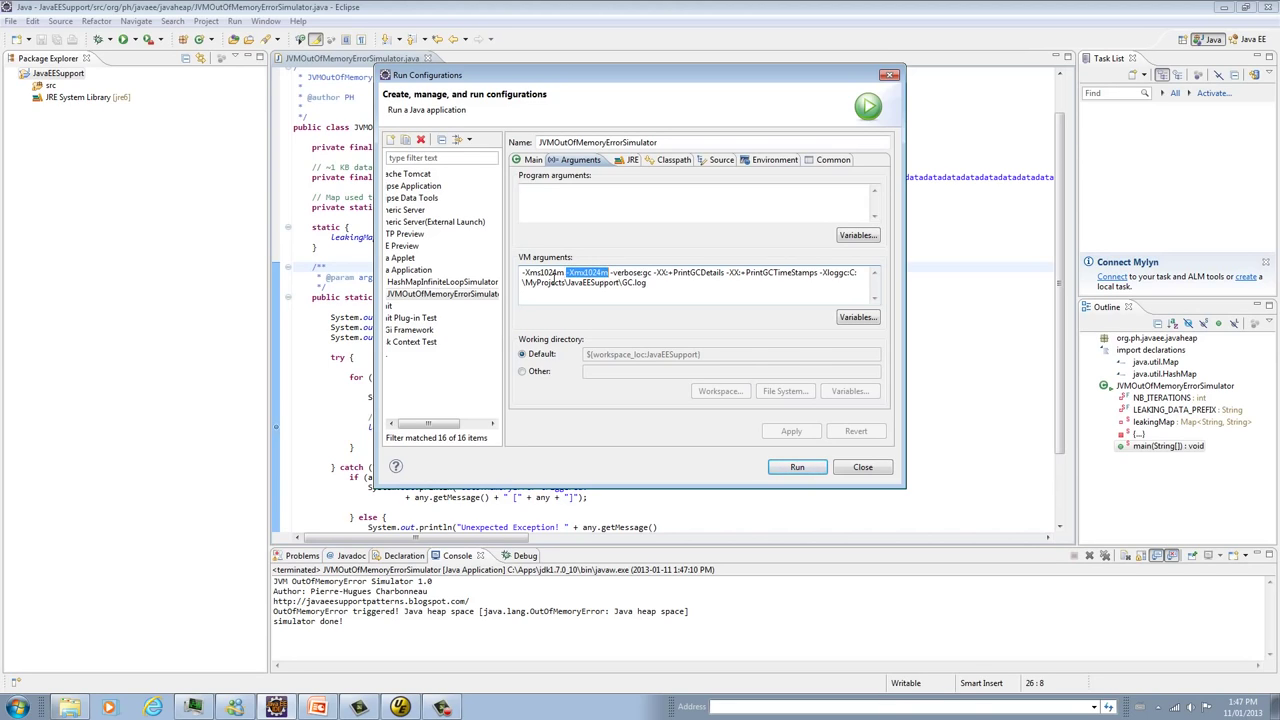 Java - JavaEESupport/src/org/ph/javaee/javaheap/JVMOutOfMemoryErrorSimulator.java - Eclipse
File Edit Source Refactor Navigate Search Project Run Window Help
Java Java EE
Package Explorer
JavaEESupport
src
JRE System Library [jre6]
JVMOutOfMemoryErrorSimulator.java
* JVMOutOfMemory
*
* @author PH
*
*/
public class JVMO
private final
// ~1 KB data
private final
adatadatadatadatadatadatadatadata
// Map used t
private stati
static {
leakingMa
}
/**
* @param arg
*/
public static
System.o
System.o
System.o
try {
for (
S
//
L
}
} catch (
if (a
+ any.getMessage() + " [" + any + "]");
} else {
System.out.println("Unexpected Exception! " + any.getMessage()
Run Configurations
Create, manage, and run configurations
Run a Java application
type filter text
che Tomcat
pse Application
pse Data Tools
neric Server
neric Server(External Launch)
TP Preview
E Preview
a Applet
a Application
HashMapInfiniteLoopSimulator
JVMOutOfMemoryErrorSimulat
nit
nit Plug-in Test
Gi Framework
k Context Test
Filter matched 16 of 16 items
Name: JVMOutOfMemoryErrorSimulator
Main Arguments JRE Classpath Source Environment Common
Program arguments:
Variables...
VM arguments:
-Xms1024m -Xmx1024m -verbose:gc -XX:+PrintGCDetails -XX:+PrintGCTimeStamps -Xloggc:C:
\MyProjects\JavaEESupport\GC.log
Variables...
Working directory:
Default: ${workspace_loc:JavaEESupport}
Other:
Workspace... File System... Variables...
Apply Revert
Run Close
Task List
Find All Activate...
Connect Mylyn
Connect to your task and ALM tools or create a
local task.
Outline
org.ph.javaee.javaheap
import declarations
java.util.Map
java.util.HashMap
JVMOutOfMemoryErrorSimulator
NB_ITERATIONS : int
LEAKING_DATA_PREFIX : String
leakingMap : Map<String, String>
{...}
main(String[]) : void
Problems Javadoc Declaration Console Debug
<terminated> JVMOutOfMemoryErrorSimulator [Java Application] C:\Apps\jdk1.7.0_10\bin\javaw.exe (2013-01-11 1:47:10 PM)
JVM OutOfMemoryError Simulator 1.0
Author: Pierre-Hugues Charbonneau
http://javaeesupportpatterns.blogspot.com/
OutOfMemoryError triggered! Java heap space [java.lang.OutOfMemoryError: Java heap space]
simulator done!
Writable Smart Insert 26 : 8
Address
1:47 PM
11/01/2013